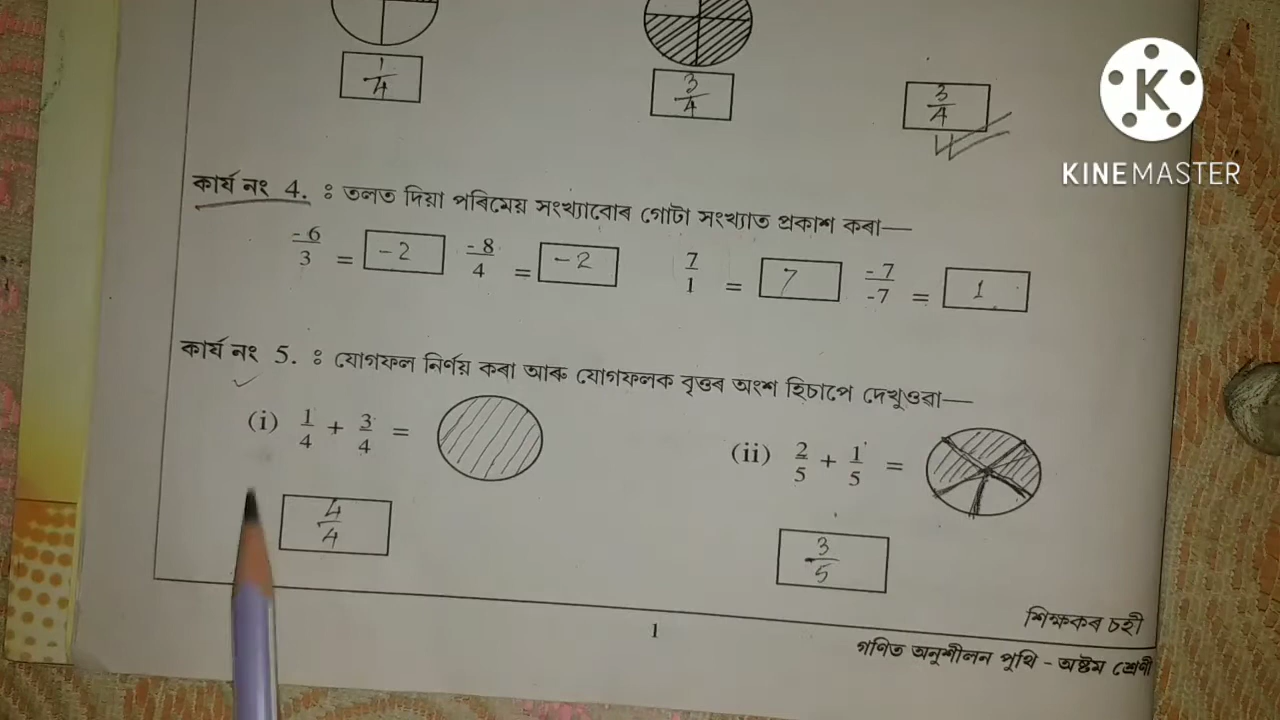 1/4
3/4
3/4
KINEMASTER
কাৰ্য নং 4. : তলত দিয়া পৰিমেয় সংখ্যাবোৰ গোটা সংখ্যাত প্ৰকাশ কৰা—
-6/3 = -2 -8/4 = -2 7/1 = 7 -7/-7 = 1
কাৰ্য নং 5. : যোগফল নিৰ্ণয় কৰা আৰু যোগফলক বৃত্তৰ অংশ হিচাপে দেখুওৱা—
(i) 1/4 + 3/4 =
(ii) 2/5 + 1/5 =
4/4
3/5
শিক্ষকৰ চহী
1
গণিত অনুশীলন পুথি - অষ্টম শ্ৰেণী